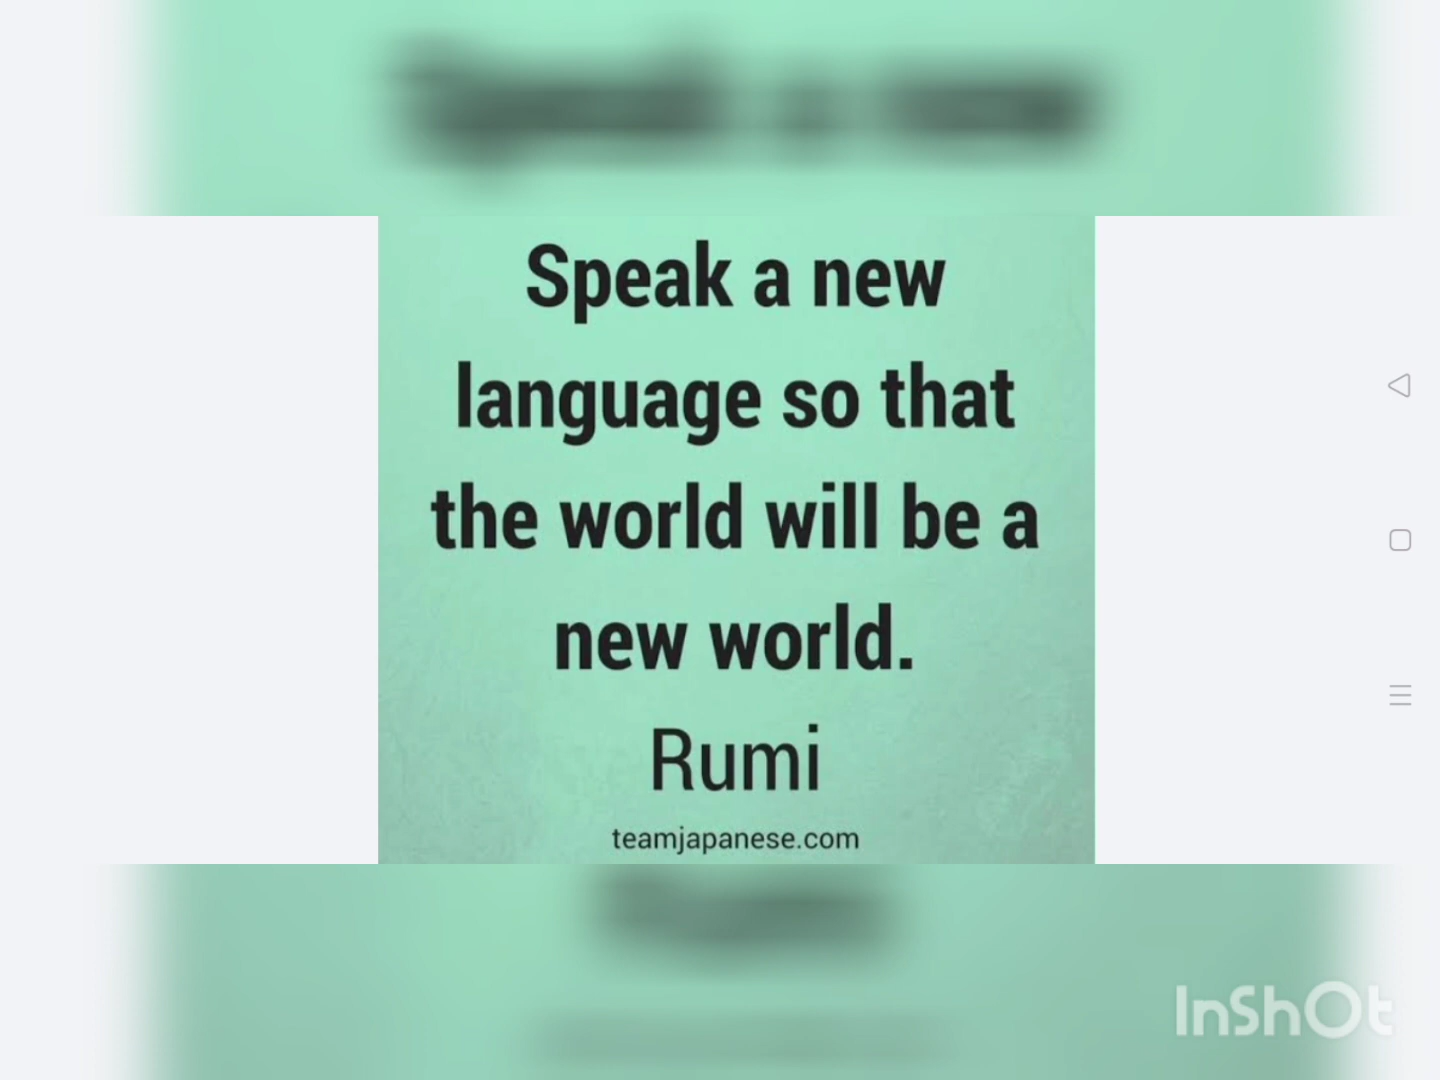 Speak a new
language so that
the world will be a
new world.
Rumi
teamjapanese.com
InShOt